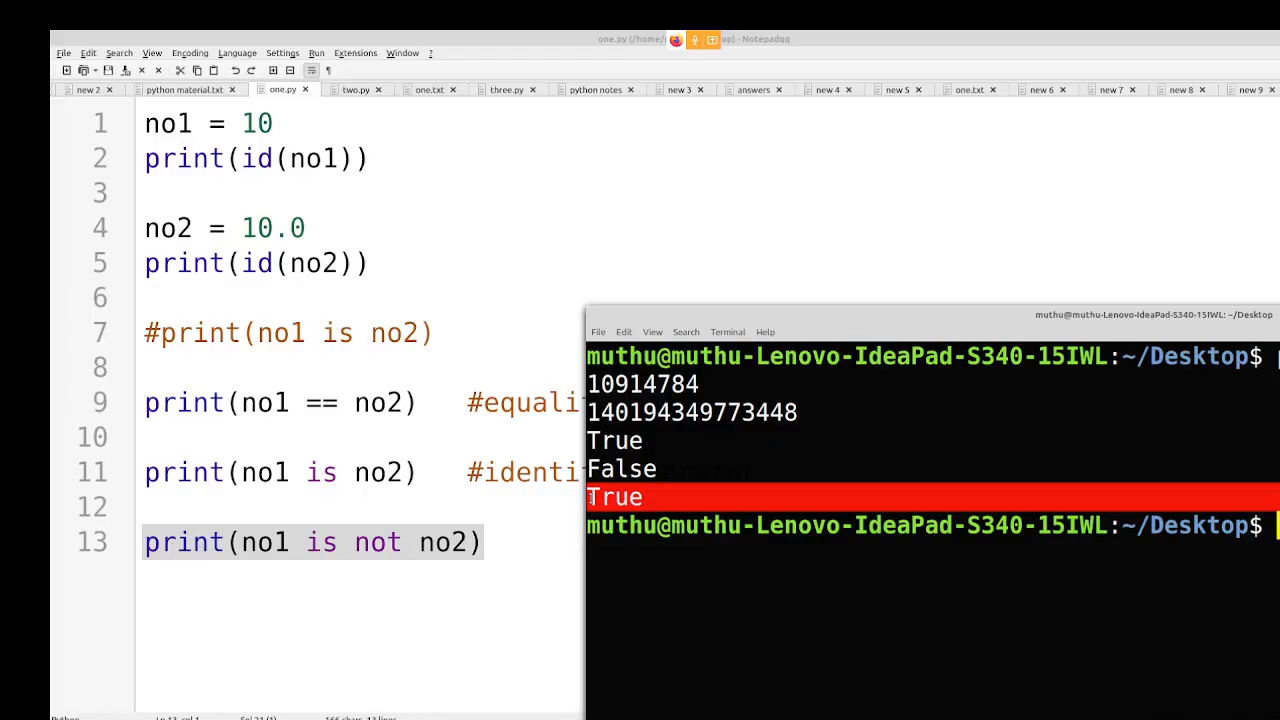 one.py (/home/ op) - Notepadqq
File Edit Search View Encoding Language Settings Run Extensions Window ?
new 2 python material.txt one.py two.py one.txt three.py python notes new 3 answers new 4 new 5 one.txt new 6 new 7 new 8 new 9
1 no1 = 10
2 print(id(no1))
3
4 no2 = 10.0
5 print(id(no2))
6
7 #print(no1 is no2)
8
9 print(no1 == no2) #equali
10
11 print(no1 is no2) #identi
12
13 print(no1 is not no2)
muthu@muthu-Lenovo-IdeaPad-S340-15IWL: ~/Desktop
File Edit View Search Terminal Help
muthu@muthu-Lenovo-IdeaPad-S340-15IWL:~/Desktop$
10914784
140194349773448
True
False
True
muthu@muthu-Lenovo-IdeaPad-S340-15IWL:~/Desktop$